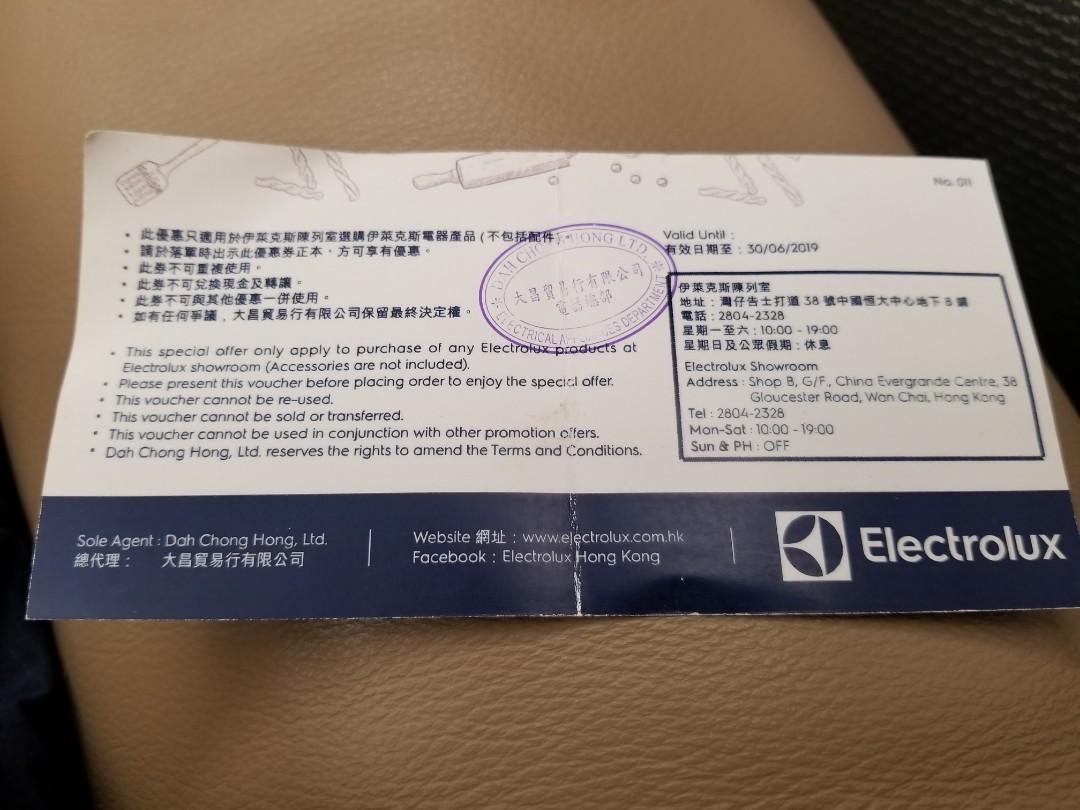 No. 011
• 此優惠只適用於伊萊克斯陳列室選購伊萊克斯電器產品 (不包括配件)。
• 請於落單時出示此優惠券正本，方可享有優惠。
• 此券不可重複使用。
• 此券不可兌換現金及轉讓。
• 此券不可與其他優惠一併使用。
• 如有任何爭議，大昌貿易行有限公司保留最終決定權。
• This special offer only apply to purchase of any Electrolux products at
Electrolux showroom (Accessories are not included).
• Please present this voucher before placing order to enjoy the special offer.
• This voucher cannot be re-used.
• This voucher cannot be sold or transferred.
• This voucher cannot be used in conjunction with other promotion offers.
• Dah Chong Hong, Ltd. reserves the rights to amend the Terms and Conditions.
DAH CHONG HONG LTD.
大昌貿易行有限公司
電器部
ELECTRICAL APPLIANCES DEPARTMENT
Valid Until :
有效日期至 : 30/06/2019
伊萊克斯陳列室
地址 : 灣仔告士打道 38 號中國恒大中心地下 B 舖
電話 : 2804-2328
星期一至六 : 10:00 - 19:00
星期日及公眾假期 : 休息
Electrolux Showroom
Address : Shop B, G/F., China Evergrande Centre, 38
Gloucester Road, Wan Chai, Hong Kong
Tel : 2804-2328
Mon-Sat : 10:00 - 19:00
Sun & PH : OFF
Sole Agent : Dah Chong Hong, Ltd.
總代理 : 大昌貿易行有限公司
Website 網址 : www.electrolux.com.hk
Facebook : Electrolux Hong Kong
Electrolux